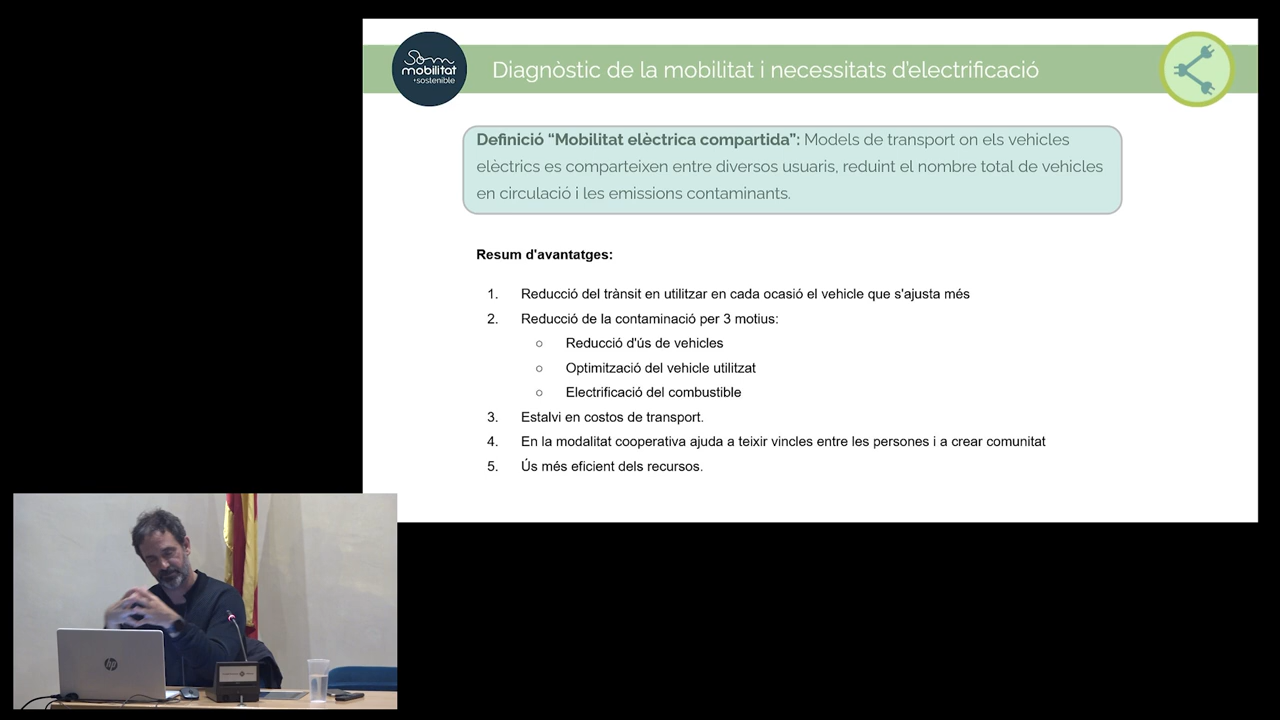 Som
mobilitat
+sostenible
Diagnòstic de la mobilitat i necessitats d'electrificació
Definició “Mobilitat elèctrica compartida”: Models de transport on els vehicles
elèctrics es comparteixen entre diversos usuaris, reduint el nombre total de vehicles
en circulació i les emissions contaminants.
Resum d'avantatges:
1. Reducció del trànsit en utilitzar en cada ocasió el vehicle que s'ajusta més
2. Reducció de la contaminació per 3 motius:
○ Reducció d'ús de vehicles
○ Optimització del vehicle utilitzat
○ Electrificació del combustible
3. Estalvi en costos de transport.
4. En la modalitat cooperativa ajuda a teixir vincles entre les persones i a crear comunitat
5. Ús més eficient dels recursos.
hp